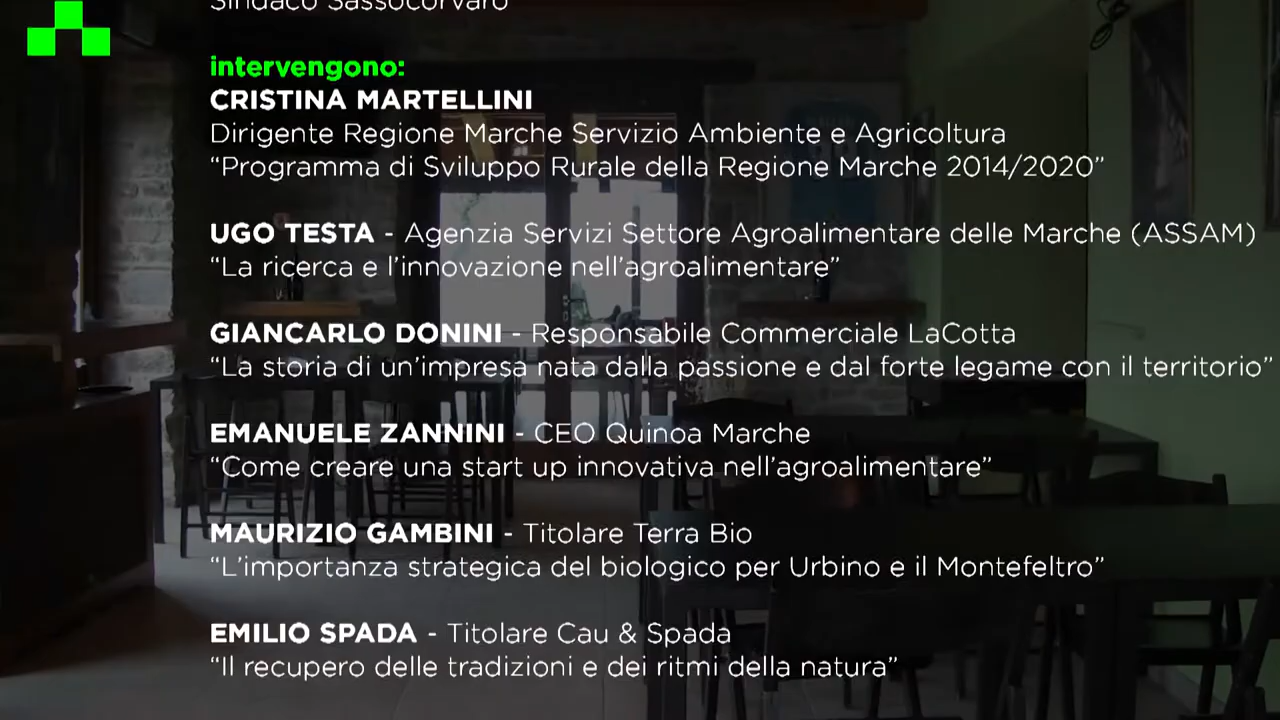 Sindaco Sassocorvaro
intervengono:
CRISTINA MARTELLINI
Dirigente Regione Marche Servizio Ambiente e Agricoltura
“Programma di Sviluppo Rurale della Regione Marche 2014/2020”
UGO TESTA - Agenzia Servizi Settore Agroalimentare delle Marche (ASSAM)
“La ricerca e l’innovazione nell’agroalimentare”
GIANCARLO DONINI - Responsabile Commerciale LaCotta
“La storia di un’impresa nata dalla passione e dal forte legame con il territorio”
EMANUELE ZANNINI - CEO Quinoa Marche
“Come creare una start up innovativa nell’agroalimentare”
MAURIZIO GAMBINI - Titolare Terra Bio
“L’importanza strategica del biologico per Urbino e il Montefeltro”
EMILIO SPADA - Titolare Cau & Spada
“Il recupero delle tradizioni e dei ritmi della natura”